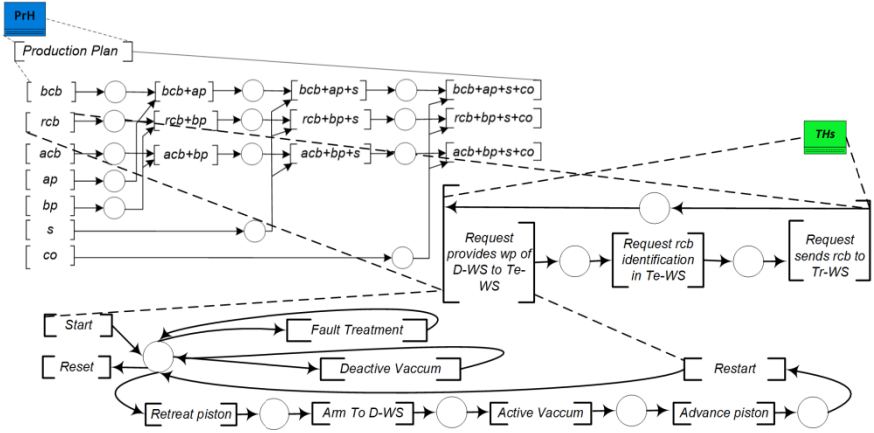 PrH
Production Plan
bcb
bcb+ap
bcb+ap+s
bcb+ap+s+co
rcb
rcb+bp
rcb+bp+s
rcb+bp+s+co
THs
acb
acb+bp
acb+bp+s
acb+bp+s+co
ap
bp
s
co
Request
provides wp of
D-WS to Te-
WS
Request rcb
identification
in Te-WS
Request
sends rcb to
Tr-WS
Start
Fault Treatment
Reset
Deactive Vaccum
Restart
Retreat piston
Arm To D-WS
Active Vaccum
Advance piston